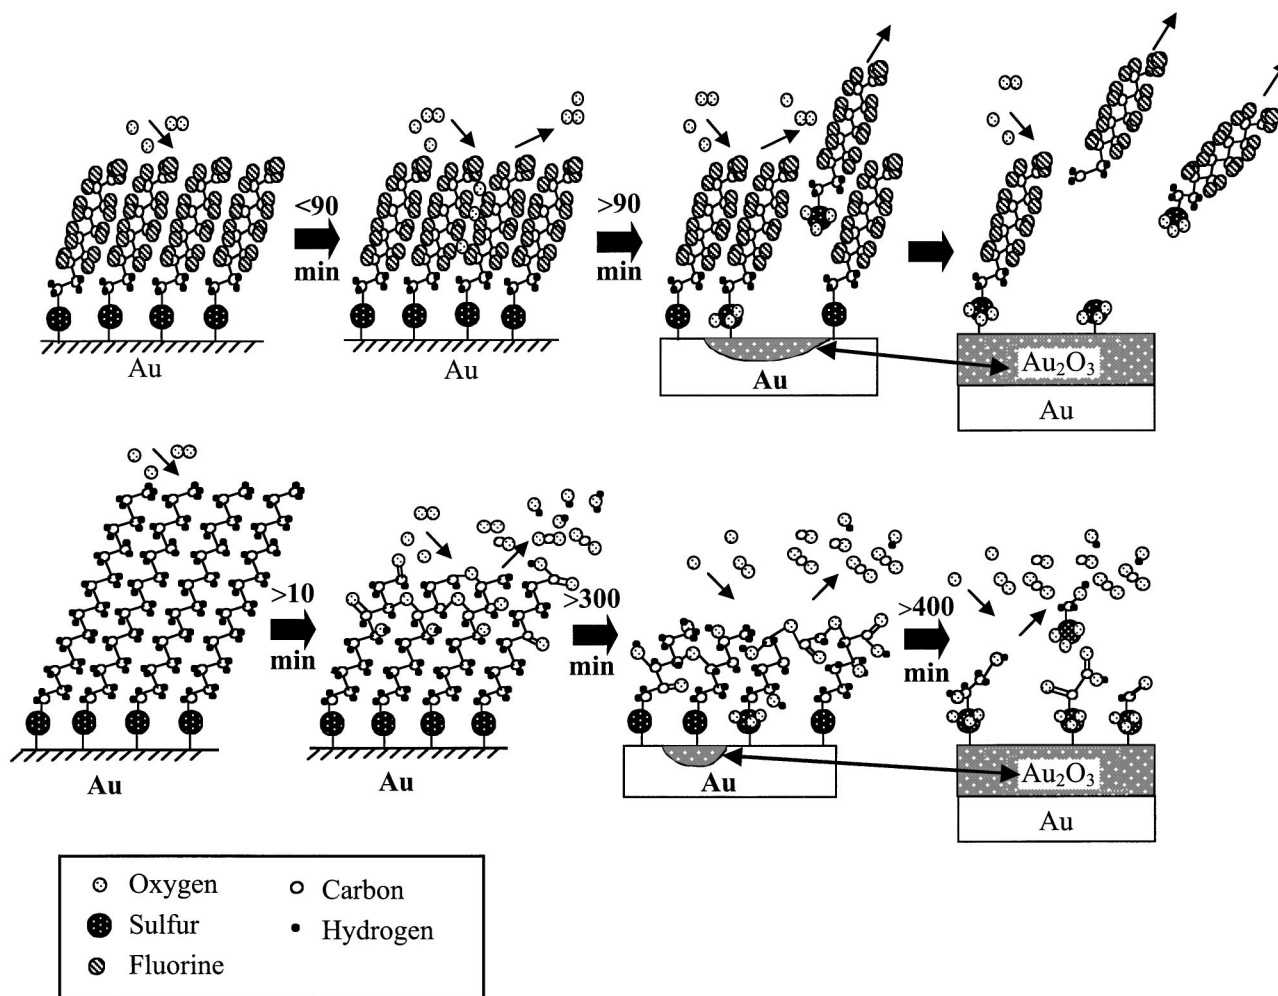 <90
min
>90
min
Au
Au
Au
Au₂O₃
Au
>10
min
>300
min
>400
min
Au
Au
Au
Au₂O₃
Au
Oxygen
Carbon
Sulfur
Hydrogen
Fluorine